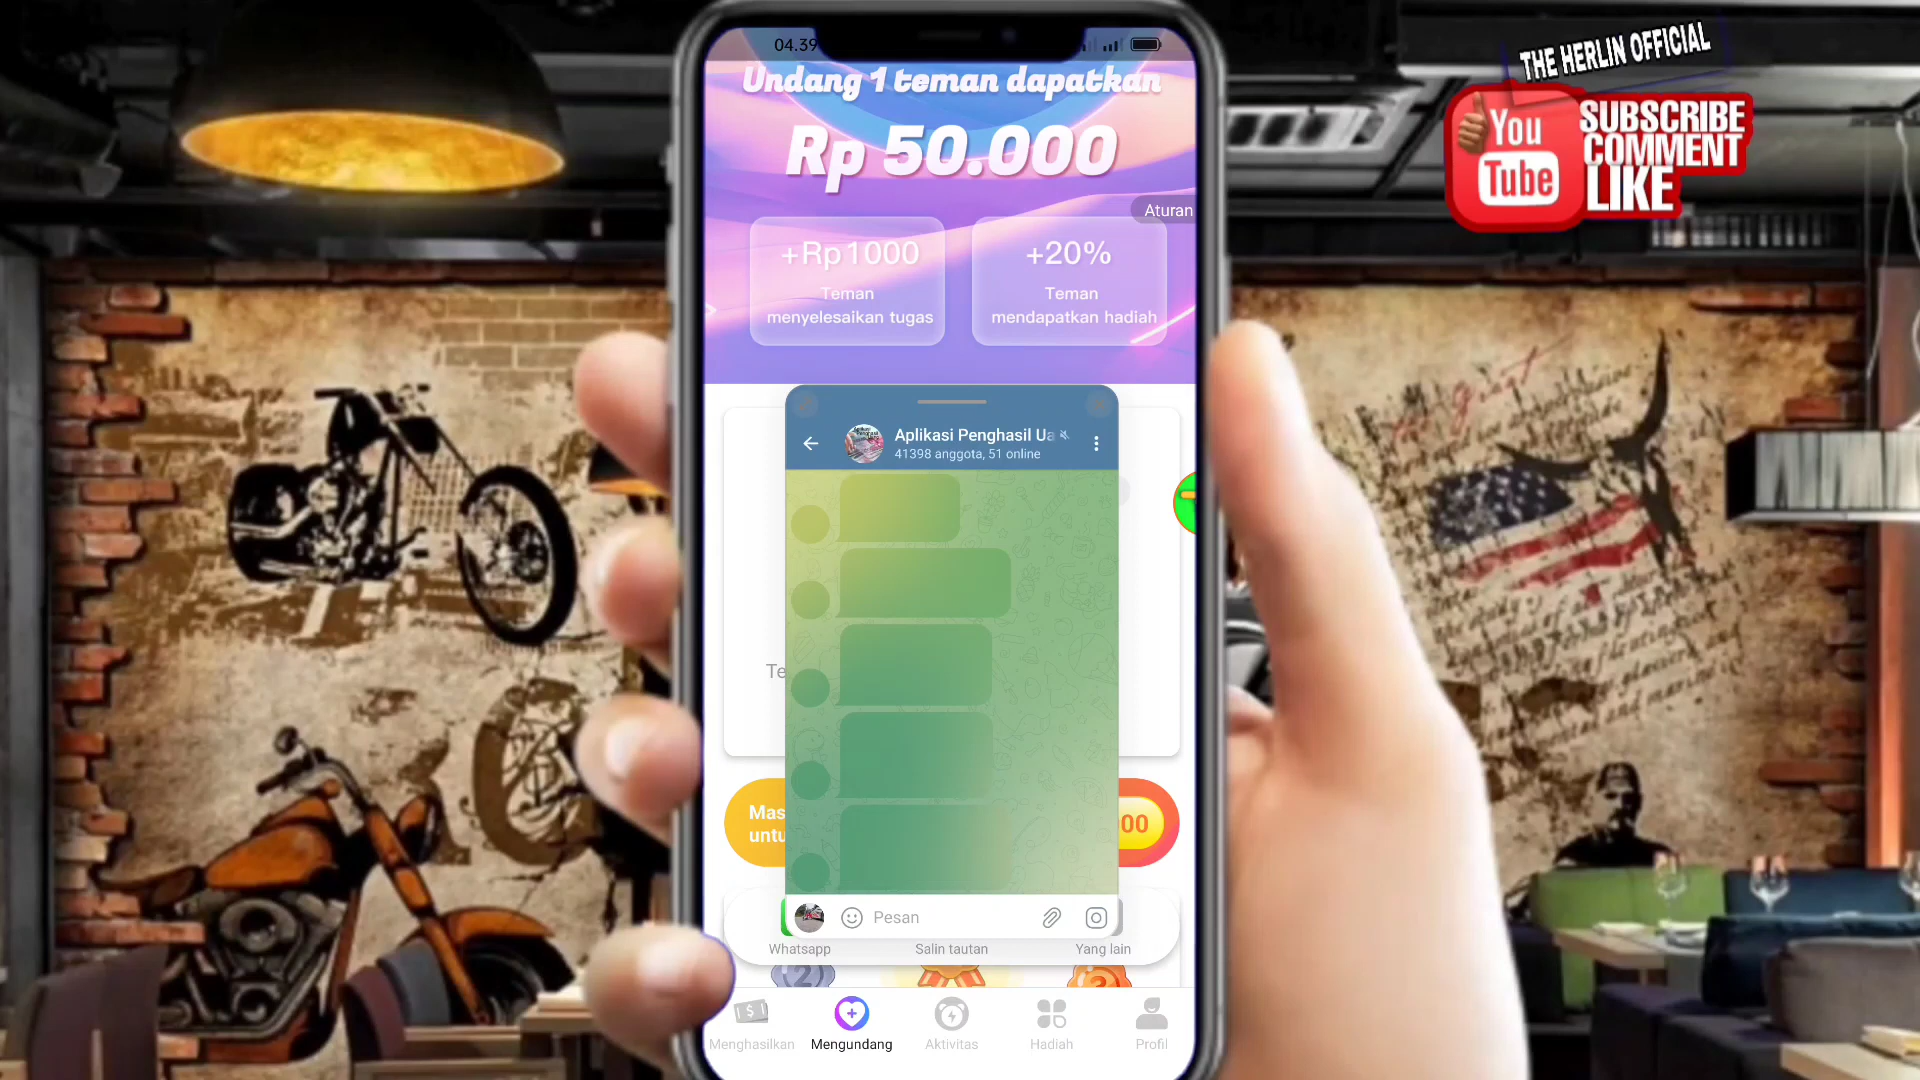 THE HERLIN OFFICIAL
You
Tube
SUBSCRIBE
COMMENT
LIKE
04.39
Undang 1 teman dapatkan
Rp 50.000
Aturan
+Rp1000
Teman
menyelesaikan tugas
+20%
Teman
mendapatkan hadiah
Aplikasi Penghasil Ua
41398 anggota, 51 online
Te
Mas
untu
00
Pesan
Whatsapp
Salin tautan
Yang lain
2
3
Menghasilkan
Mengundang
Aktivitas
Hadiah
Profil